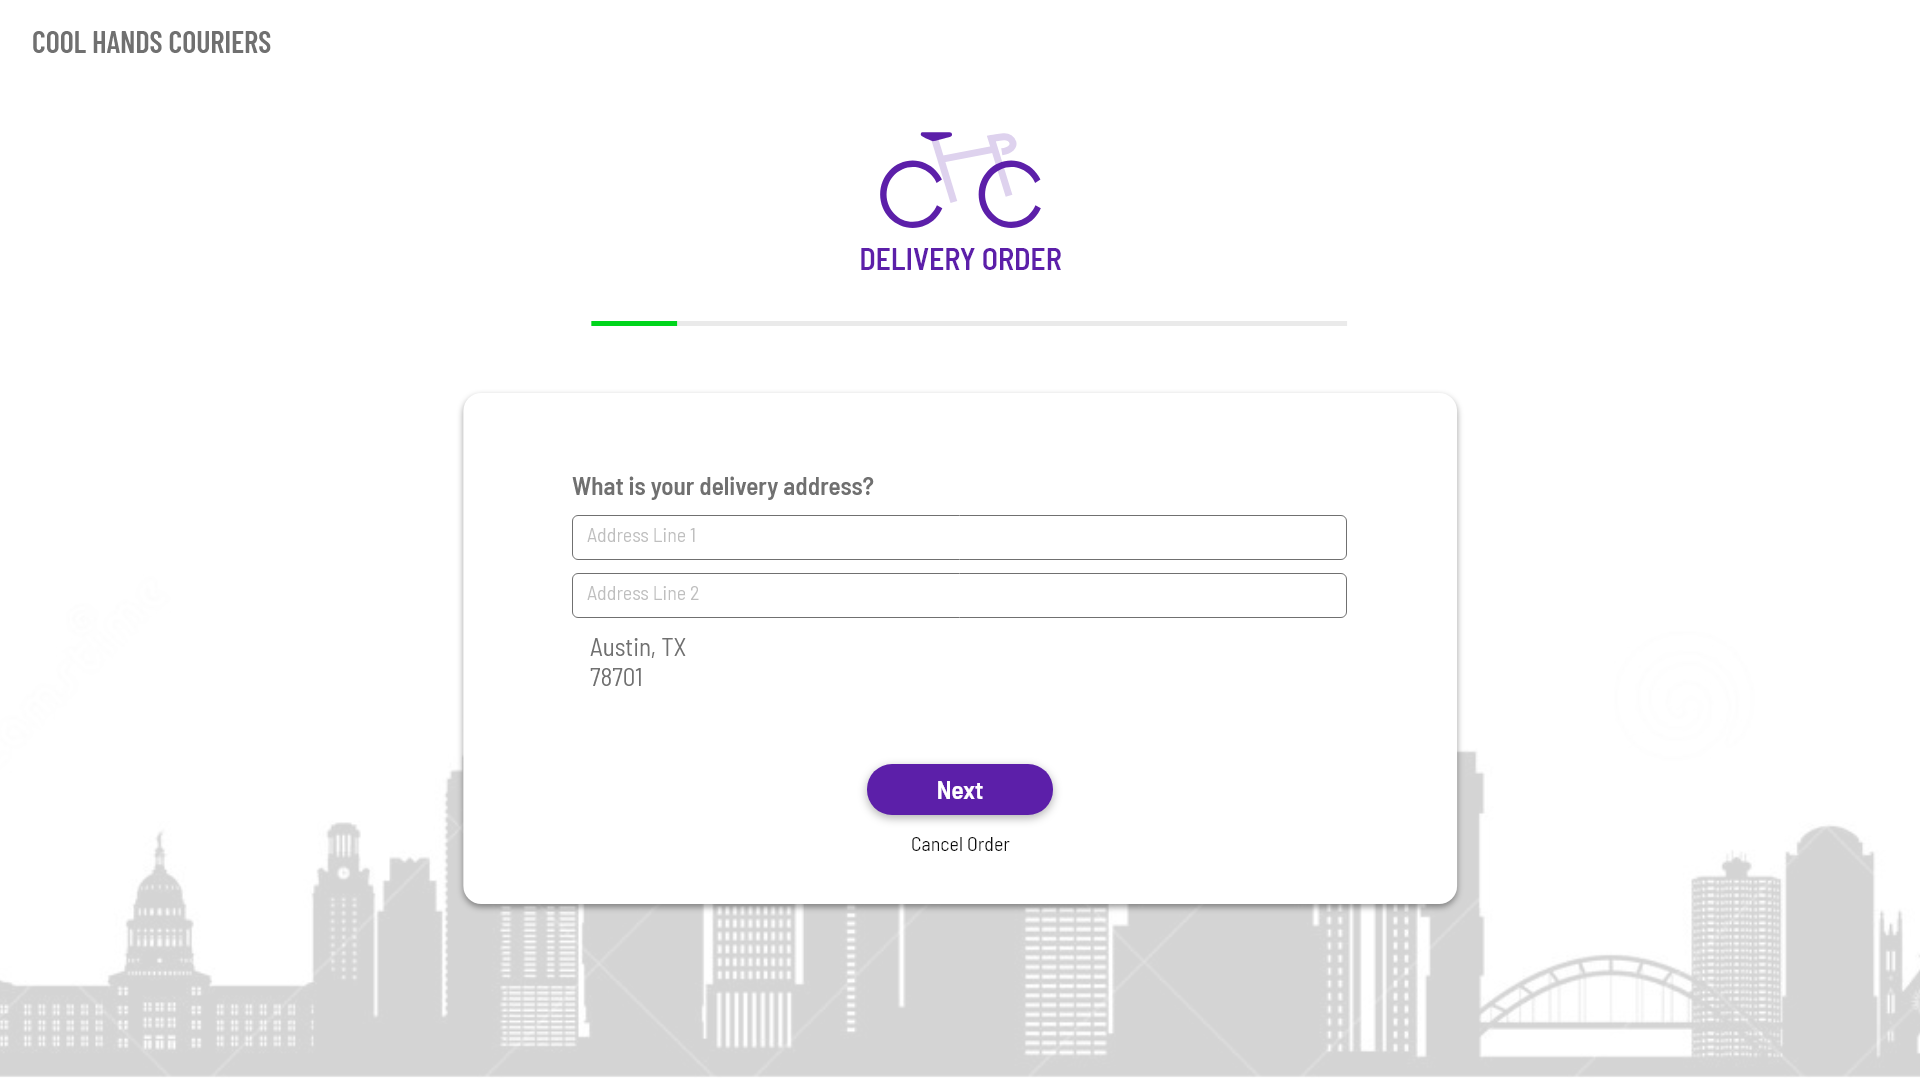 COOL HANDS COURIERS
CC
DELIVERY ORDER
What is your delivery address?
Address Line 1
Address Line 2
Austin, TX
78701
Next
Cancel Order